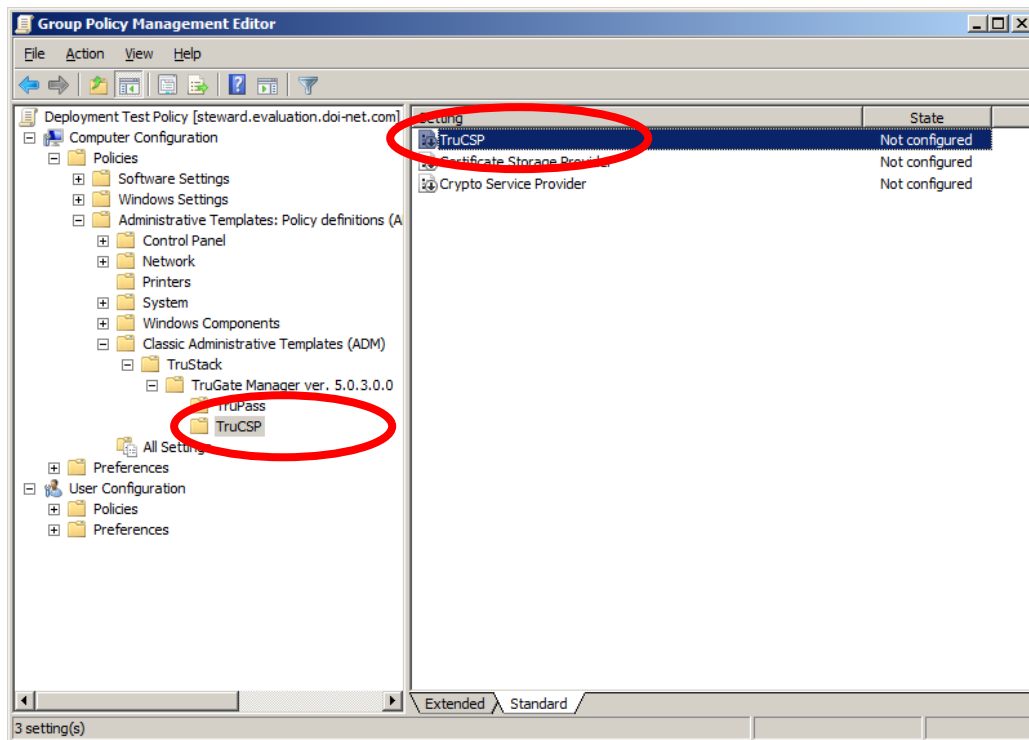 Group Policy Management Editor
File Action View Help
Deployment Test Policy [steward.evaluation.doi-net.com]
Computer Configuration
Policies
Software Settings
Windows Settings
Administrative Templates: Policy definitions (A
Control Panel
Network
Printers
System
Windows Components
Classic Administrative Templates (ADM)
TruStack
TruGate Manager ver. 5.0.3.0.0
TruPass
TruCSP
All Settings
Preferences
User Configuration
Policies
Preferences
Setting State
TruCSP Not configured
Certificate Storage Provider Not configured
Crypto Service Provider Not configured
Extended Standard
3 setting(s)